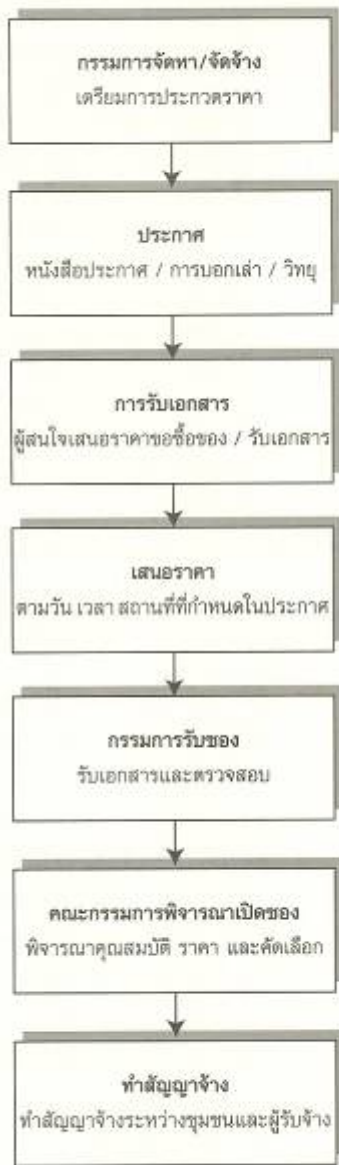 กรรมการจัดหา/จัดจ้าง
เตรียมการประกวดราคา
ประกาศ
หนังสือประกาศ / การบอกเล่า / วิทยุ
การรับเอกสาร
ผู้สนใจเสนอราคาขอซื้อซอง / รับเอกสาร
เสนอราคา
ตามวัน เวลา สถานที่ที่กำหนดในประกาศ
กรรมการรับซอง
รับเอกสารและตรวจสอบ
คณะกรรมการพิจารณาเปิดซอง
พิจารณาคุณสมบัติ ราคา และคัดเลือก
ทำสัญญาจ้าง
ทำสัญญาจ้างระหว่างชุมชนและผู้รับจ้าง